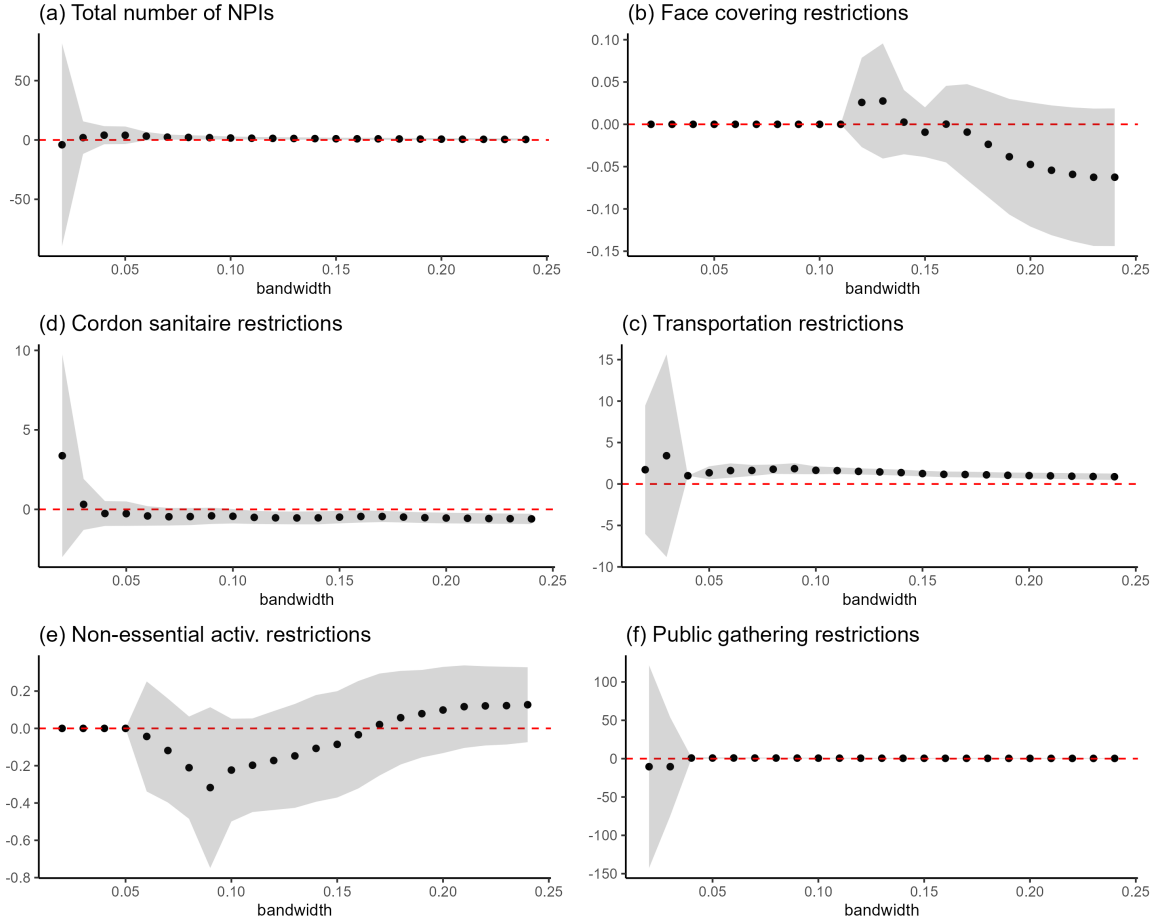 (a) Total number of NPIs
50
0
-50
0.05 0.10 0.15 0.20 0.25
bandwidth
(b) Face covering restrictions
0.10
0.05
0.00
-0.05
-0.10
-0.15
0.05 0.10 0.15 0.20 0.25
bandwidth
(d) Cordon sanitaire restrictions
10
5
0
0.05 0.10 0.15 0.20 0.25
bandwidth
(c) Transportation restrictions
15
10
5
0
-5
-10
0.05 0.10 0.15 0.20 0.25
bandwidth
(e) Non-essential activ. restrictions
0.2
0.0
-0.2
-0.4
-0.6
-0.8
0.05 0.10 0.15 0.20 0.25
bandwidth
(f) Public gathering restrictions
100
50
0
-50
-100
-150
0.05 0.10 0.15 0.20 0.25
bandwidth